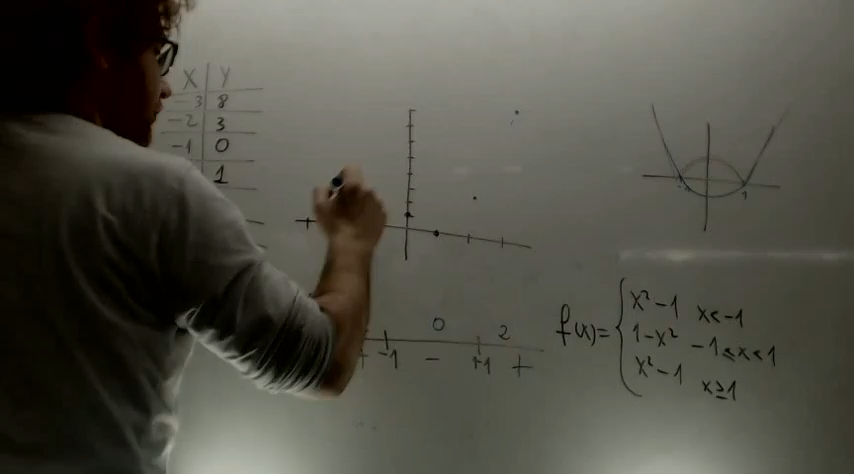 X Y
-3 8
-2 3
-1 0
1
0 2
-1 - +1 +
1
f(x)=
x²-1 x<-1
1-x² -1≤x<1
x²-1 x≥1